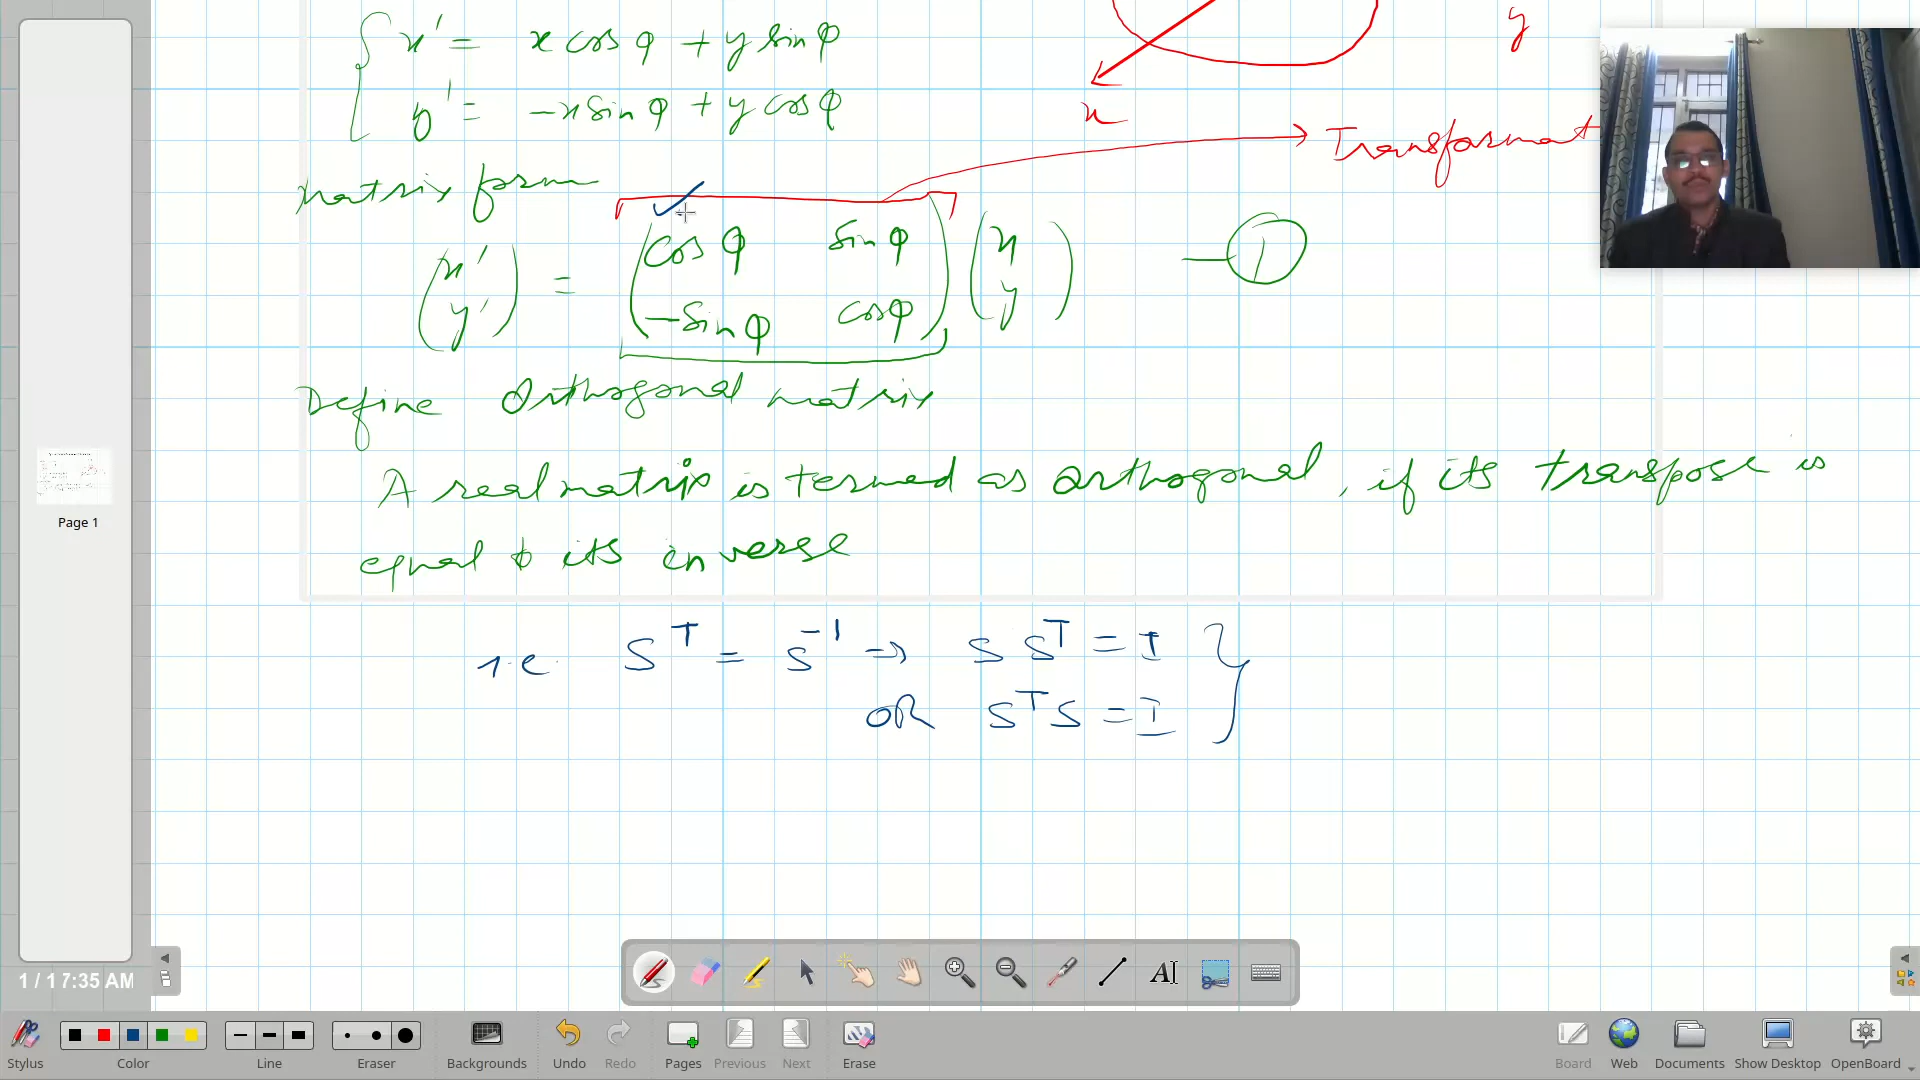 x' = x cos φ + y sin φ
y' = -x sin φ + y cos φ
y
x
Transformat
Matrix form
(x' y') = (cos φ sin φ -sin φ cos φ) (x y) — 1
Define Orthogonal matrix
A real matrix is termed as orthogonal, if its transpose is
equal to its inverse
i.e. S^T = S^-1 → S S^T = I
OR S^T S = I
Page 1
1 / 1 7:35 AM
Stylus Color Line Eraser Backgrounds Undo Redo Pages Previous Next Erase Board Web Documents Show Desktop OpenBoard